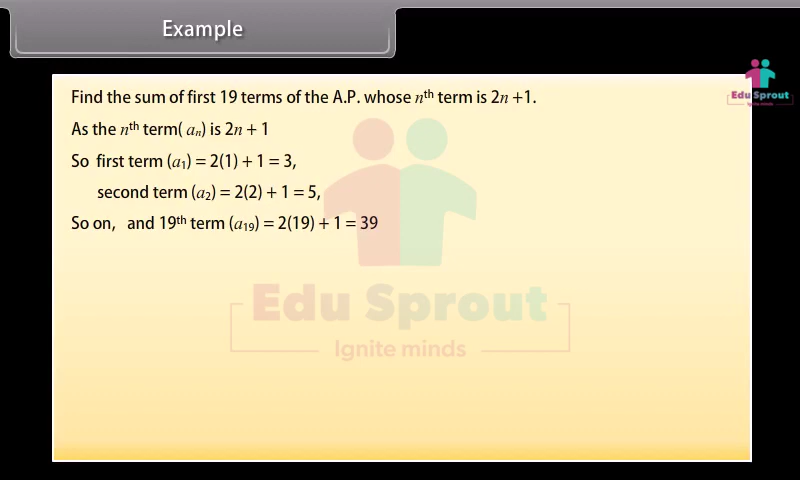 Example
Edu Sprout
Ignite minds
Find the sum of first 19 terms of the A.P. whose nᵗʰ term is 2n +1.
As the nᵗʰ term( aₙ) is 2n + 1
So first term (a₁) = 2(1) + 1 = 3,
second term (a₂) = 2(2) + 1 = 5,
So on, and 19ᵗʰ term (a₁₉) = 2(19) + 1 = 39
Edu Sprout
Ignite minds